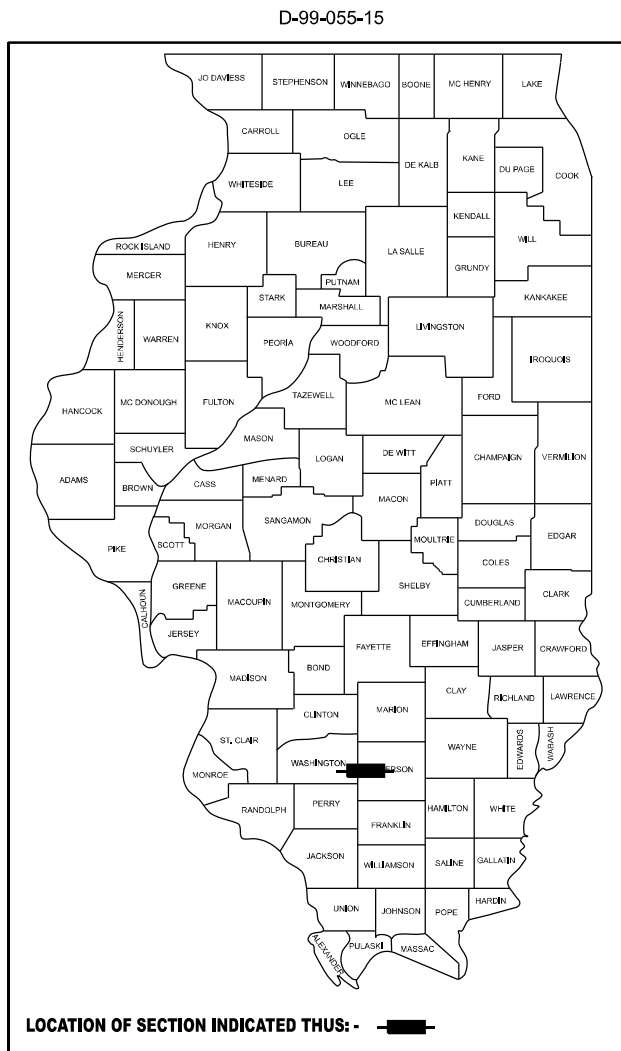 D-99-055-15
JO DAVIESS
STEPHENSON
WINNEBAGO
BOONE
MC HENRY
LAKE
CARROLL
OGLE
DE KALB
KANE
DU PAGE
COOK
WHITESIDE
LEE
KENDALL
WILL
ROCK ISLAND
HENRY
BUREAU
LA SALLE
GRUNDY
MERCER
PUTNAM
STARK
MARSHALL
KANKAKEE
HENDERSON
WARREN
KNOX
PEORIA
WOODFORD
LIVINGSTON
IROQUOIS
HANCOCK
MC DONOUGH
FULTON
TAZEWELL
MC LEAN
FORD
SCHUYLER
MASON
LOGAN
DE WITT
CHAMPAIGN
VERMILION
ADAMS
BROWN
CASS
MENARD
MACON
PIATT
PIKE
SCOTT
MORGAN
SANGAMON
CHRISTIAN
MOULTRIE
DOUGLAS
EDGAR
COLES
CALHOUN
GREENE
MACOUPIN
MONTGOMERY
SHELBY
CUMBERLAND
CLARK
JERSEY
FAYETTE
EFFINGHAM
JASPER
CRAWFORD
MADISON
BOND
CLAY
RICHLAND
LAWRENCE
CLINTON
MARION
ST. CLAIR
WAYNE
EDWARDS
WABASH
MONROE
WASHINGTON
ERSON
RANDOLPH
PERRY
HAMILTON
WHITE
FRANKLIN
JACKSON
WILLIAMSON
SALINE
GALLATIN
UNION
JOHNSON
POPE
HARDIN
ALEXANDER
PULASKI
MASSAC
LOCATION OF SECTION INDICATED THUS: -